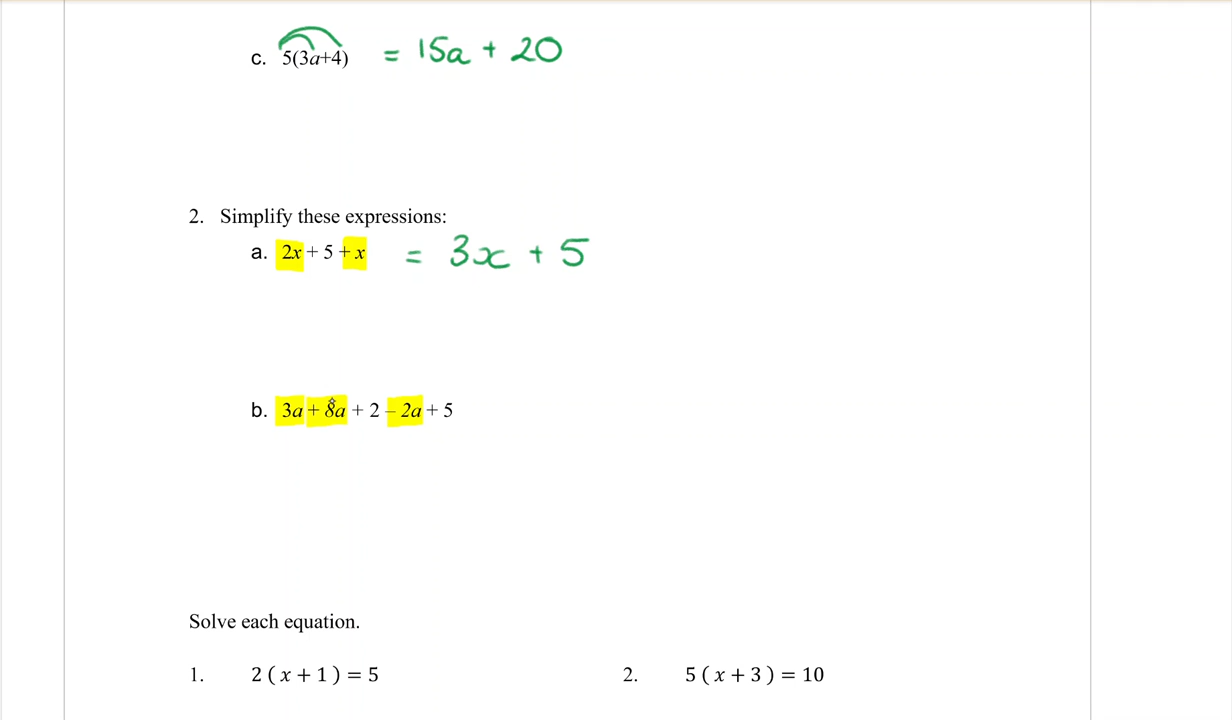 c. 5(3a+4) = 15a + 20
2. Simplify these expressions:
a. 2x + 5 + x = 3x + 5
b. 3a + 8a + 2 – 2a + 5
Solve each equation.
1. 2 ( x + 1 ) = 5 2. 5 ( x + 3 ) = 10